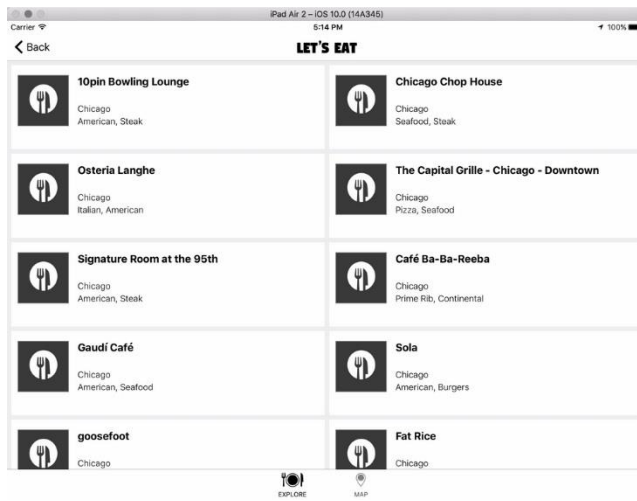 iPad Air 2 – iOS 10.0 (14A345)
Carrier
5:14 PM
100%
Back
LET'S EAT
10pin Bowling Lounge
Chicago
American, Steak
Chicago Chop House
Chicago
Seafood, Steak
Osteria Langhe
Chicago
Italian, American
The Capital Grille - Chicago - Downtown
Chicago
Pizza, Seafood
Signature Room at the 95th
Chicago
American, Steak
Café Ba-Ba-Reeba
Chicago
Prime Rib, Continental
Gaudí Café
Chicago
American, Seafood
Sola
Chicago
American, Burgers
goosefoot
Chicago
Fat Rice
Chicago
EXPLORE
MAP